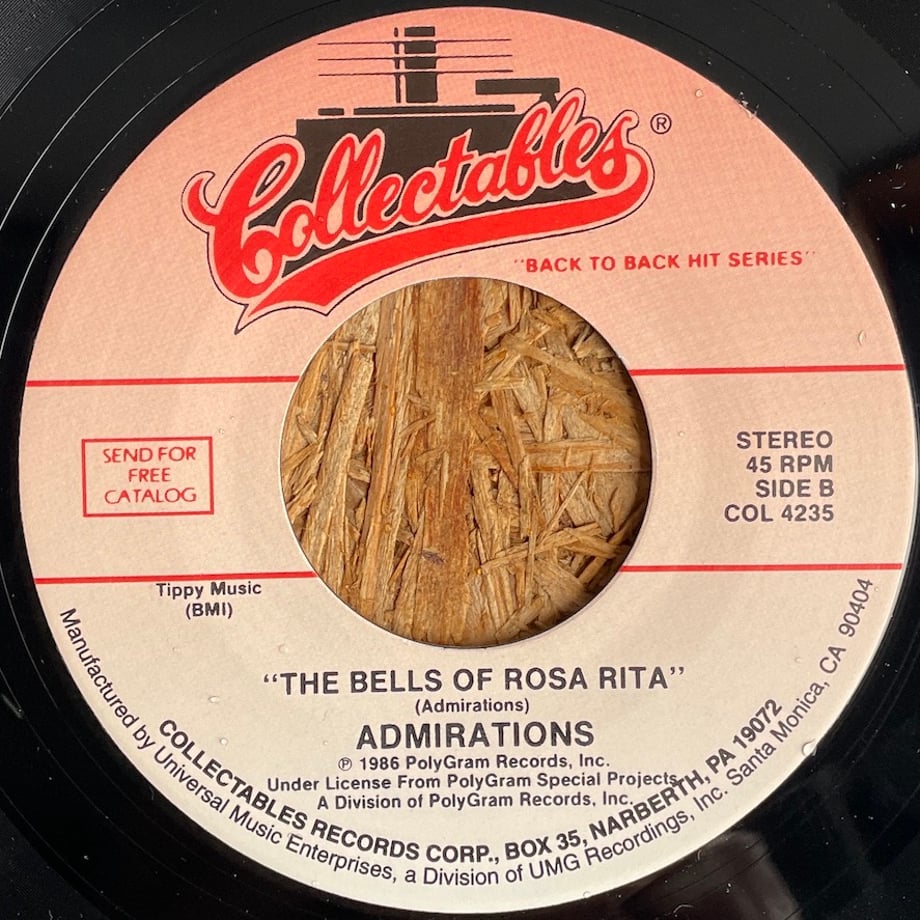 Collectables®
"BACK TO BACK HIT SERIES"
SEND FOR
FREE
CATALOG
STEREO
45 RPM
SIDE B
COL 4235
Tippy Music
(BMI)
"THE BELLS OF ROSA RITA"
(Admirations)
ADMIRATIONS
℗ 1986 PolyGram Records, Inc.
Under License From PolyGram Special Projects,
A Division of PolyGram Records, Inc.
COLLECTABLES RECORDS CORP., BOX 35, NARBERTH, PA 19072
Manufactured by Universal Music Enterprises, a Division of UMG Recordings, Inc. Santa Monica, CA 90404